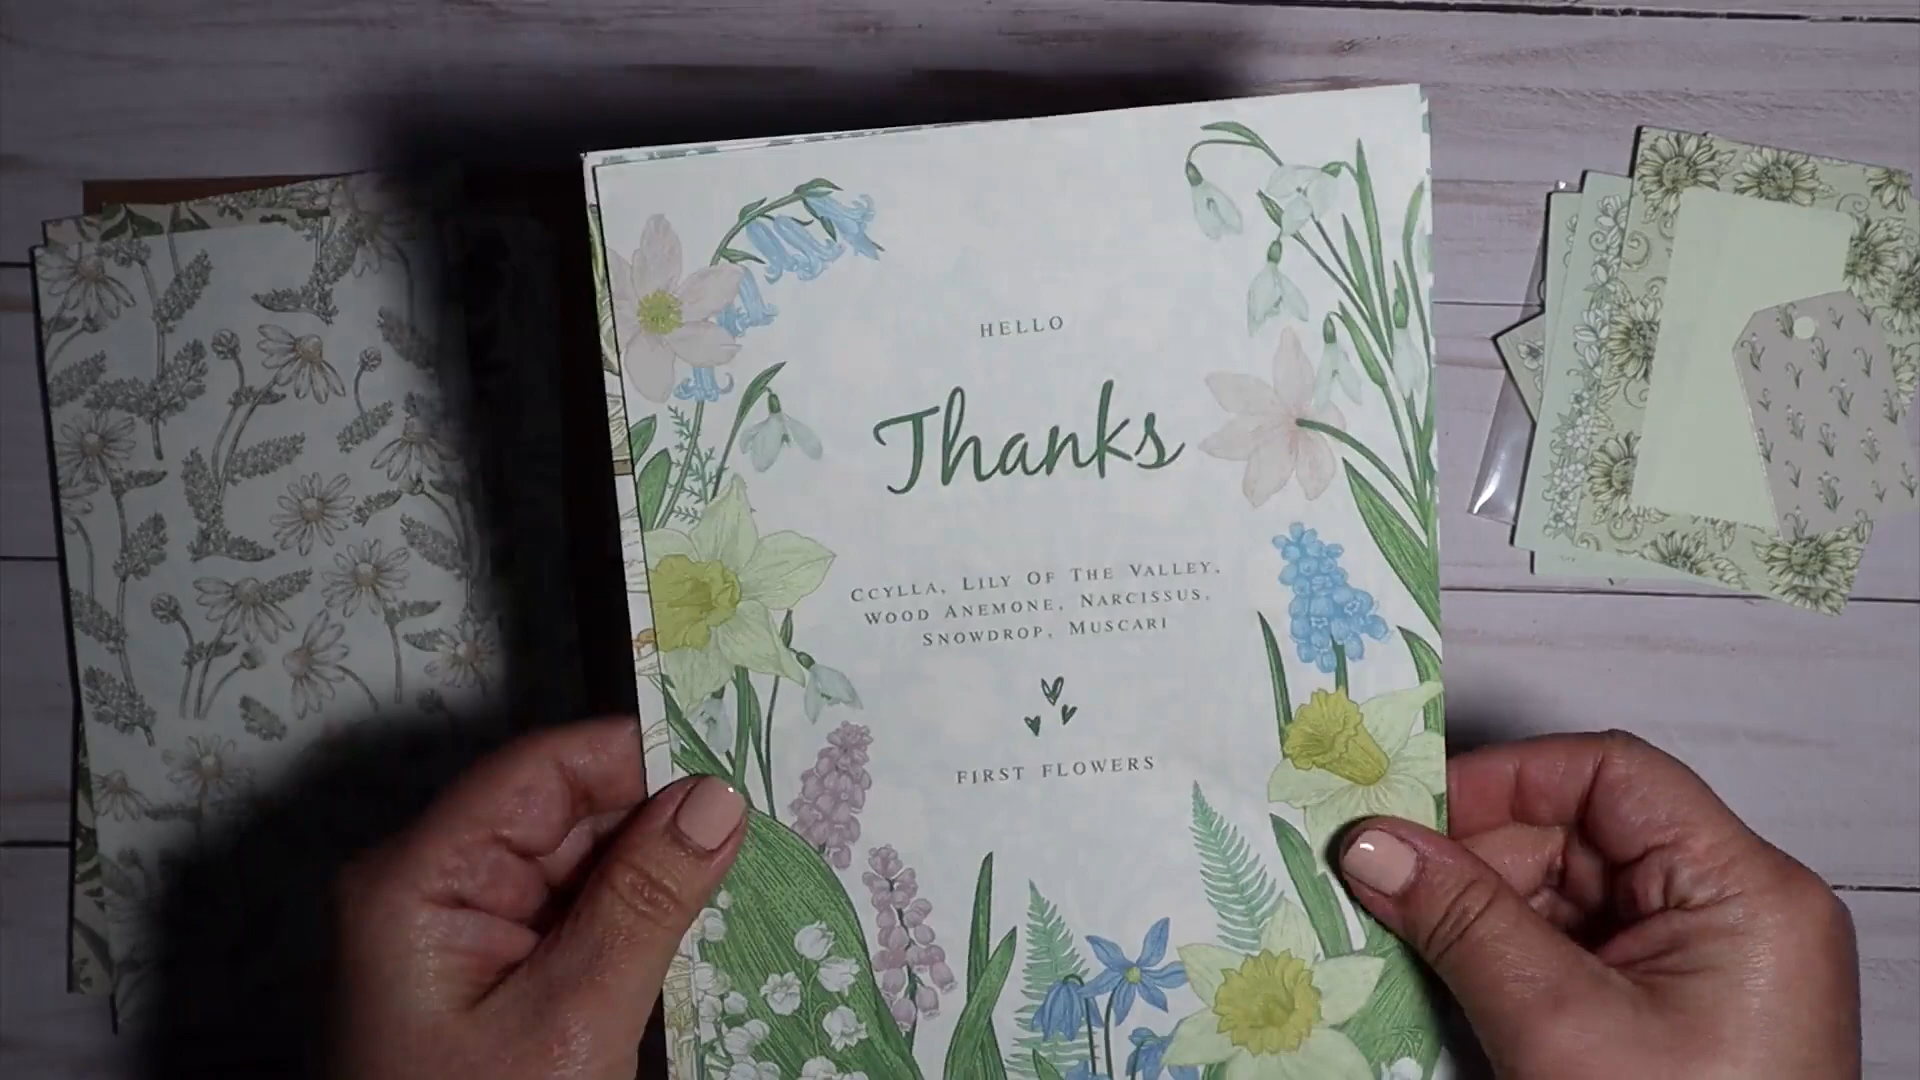 HELLO
Thanks
CCYLLA, LILY OF THE VALLEY,
WOOD ANEMONE, NARCISSUS,
SNOWDROP, MUSCARI
FIRST FLOWERS